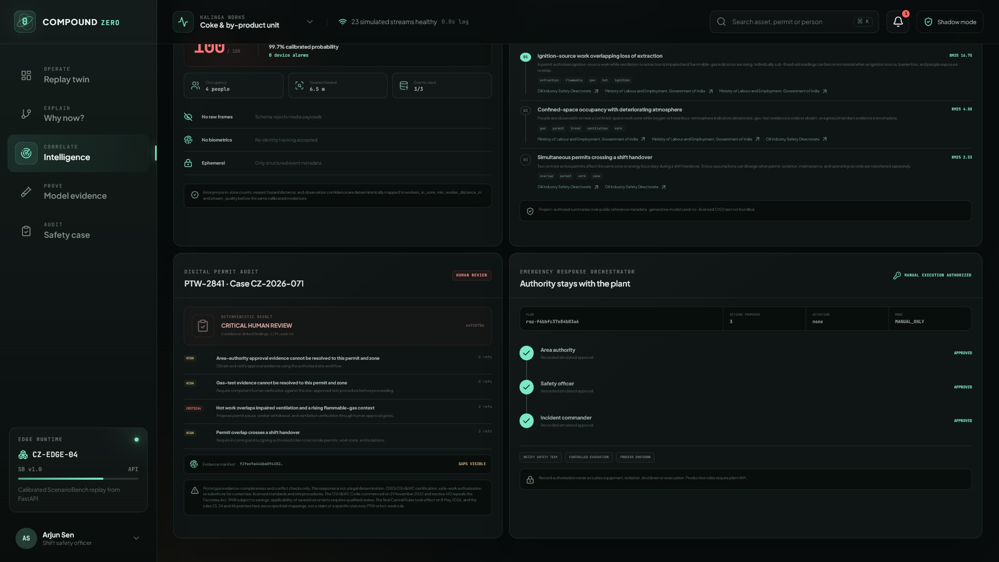 COMPOUND ZERO
OPERATE
Replay twin
EXPLAIN
Why now?
CORRELATE
Intelligence
PROVE
Model evidence
AUDIT
Safety case
EDGE RUNTIME
CZ-EDGE-04
SB v1.0 API
Calibrated ScenarioBench replay from
FastAPI
AS
Arjun Sen
Shift safety officer
KALINGA WORKS
Coke & by-product unit
23 simulated streams healthy 0.8s lag
Search asset, permit or person ⌘ K
1
Shadow mode
100 / 100
99.7% calibrated probability
0 device alarms
Occupancy
4 people
Nearest hazard
6.5 m
Events used
3/3
No raw frames Schema rejects media payloads
No biometrics No identity tracking accepted
Ephemeral Only structured event metadata
Anonymous in-zone counts, nearest hazard distance, and observation confidence are deterministically mapped to workers_in_zone, min_worker_distance_m,
and stream_quality before the same calibrated model runs.
01 Ignition-source work overlapping loss of extraction BM25 16.75
A permit authorises ignition-source work while ventilation or extraction is impaired and flammable-gas indicators are rising. Individually sub-threshold readings can become material when an ignition source, barrier loss, and people exposure
overlap.
extraction flammable gas hot ignition
Oil Industry Safety Directorate Ministry of Labour and Employment, Government of India Ministry of Labour and Employment, Government of India
02 Confined-space occupancy with deteriorating atmosphere BM25 4.50
People are observed in or near a confined-space work zone while oxygen or hazardous-atmosphere indicators deteriorate, gas-test evidence is stale or absent, or egress/attendant evidence is incomplete.
gas permit trend ventilation work
Ministry of Labour and Employment, Government of India Ministry of Labour and Employment, Government of India Oil Industry Safety Directorate
03 Simultaneous permits crossing a shift handover BM25 2.53
Two or more active permits affect the same zone or energy boundary during a shift handover. Status assumptions can diverge when permit, isolation, maintenance, and operating records are transferred separately.
overlap permit work zone
Oil Industry Safety Directorate Oil Industry Safety Directorate
Project-authored summaries over public reference metadata · generative model used: no · licensed OISD text not bundled.
DIGITAL PERMIT AUDIT
PTW-2841 · Case CZ-2026-071
HUMAN REVIEW
DETERMINISTIC RESULT
CRITICAL HUMAN REVIEW
5 evidence-linked findings · LLM used: no
e491878d
HIGH Area-authority approval evidence cannot be resolved to this permit and zone 0 refs
Obtain and verify approval evidence using the authorised site workflow.
HIGH Gas-test evidence cannot be resolved to this permit and zone 0 refs
Require competent human verification against the site-approved test procedure before proceeding.
CRITICAL Hot work overlaps impaired ventilation and a rising flammable-gas context 2 refs
Propose permit pause, worker withdrawal, and ventilation verification through human approval gates.
HIGH Permit overlap crosses a shift handover 3 refs
Require incoming and outgoing authorised roles to reconcile permits, work state, and isolations.
Evidence manifest f2fee9a446ba094182… GAPS VISIBLE
Prototype evidence-completeness and conflict checks only. This response is not a legal determination, OISD/OSH&WC certification, safe-work authorisation,
or substitute for current law, licensed standards and site procedures. The OSH&WC Code commenced on 21 November 2025 and section 143 repeals the
Factories Act, 1948 subject to savings; applicability of saved instruments requires qualified review. The final Central Rules took effect on 8 May 2026, and the
rules 23, 24 and 46 pointers here are scoped risk mappings, not a claim of a specific statutory PTW or hot-work rule.
EMERGENCY RESPONSE ORCHESTRATOR
Authority stays with the plant
MANUAL EXECUTION AUTHORIZED
PLAN
rsp-f4bbfc37e84b03a6
ACTIONS PROPOSED
3
ACTUATION
none
MODE
MANUAL_ONLY
Area authority
Recorded simulated approval
APPROVED
Safety officer
Recorded simulated approval
APPROVED
Incident commander
Recorded simulated approval
APPROVED
NOTIFY SAFETY TEAM CONTROLLED EVACUATION PROCESS SHUTDOWN
Record authorization never actuates equipment, isolation, shutdown or evacuation. Production roles require plant IAM.